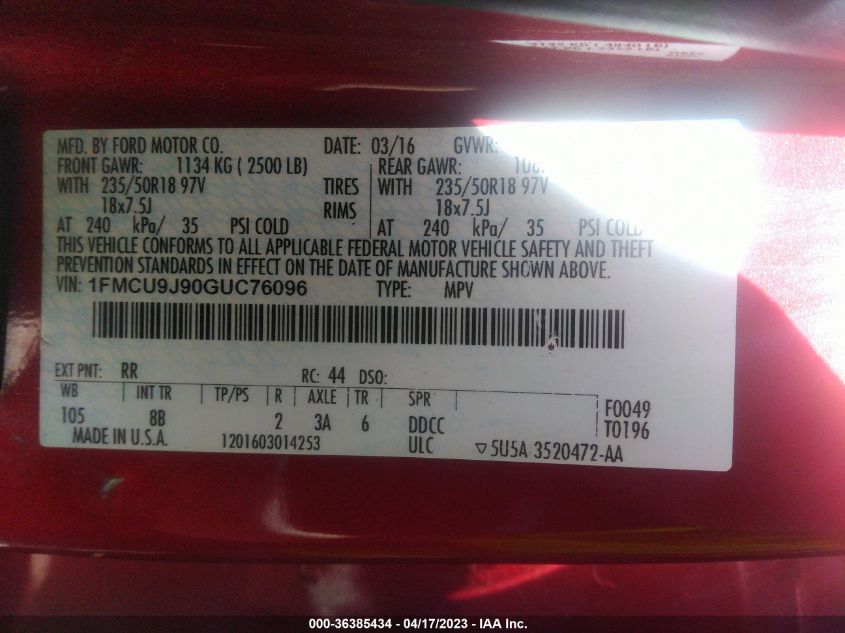 2195 KG ( 4840 LB)
MFD. BY FORD MOTOR CO. DATE: 03/16 GVWR:
FRONT GAWR: 1134 KG ( 2500 LB) REAR GAWR:
WITH 235/50R18 97V TIRES WITH 235/50R18 97V
18x7.5J RIMS 18x7.5J
AT 240 kPa/ 35 PSI COLD AT 240 kPa/ 35 PSI COLD
THIS VEHICLE CONFORMS TO ALL APPLICABLE FEDERAL MOTOR VEHICLE SAFETY AND THEFT
PREVENTION STANDARDS IN EFFECT ON THE DATE OF MANUFACTURE SHOWN ABOVE.
VIN: 1FMCU9J90GUC76096 TYPE: MPV
EXT PNT: RR RC: 44 DSO:
WB INT TR TP/PS R AXLE TR SPR
105 8B 2 3A 6 DDCC
F0049
T0196
MADE IN U.S.A. 1201603014253 ULC ▽5U5A 3520472-AA
000-36385434 - 04/17/2023 - IAA Inc.